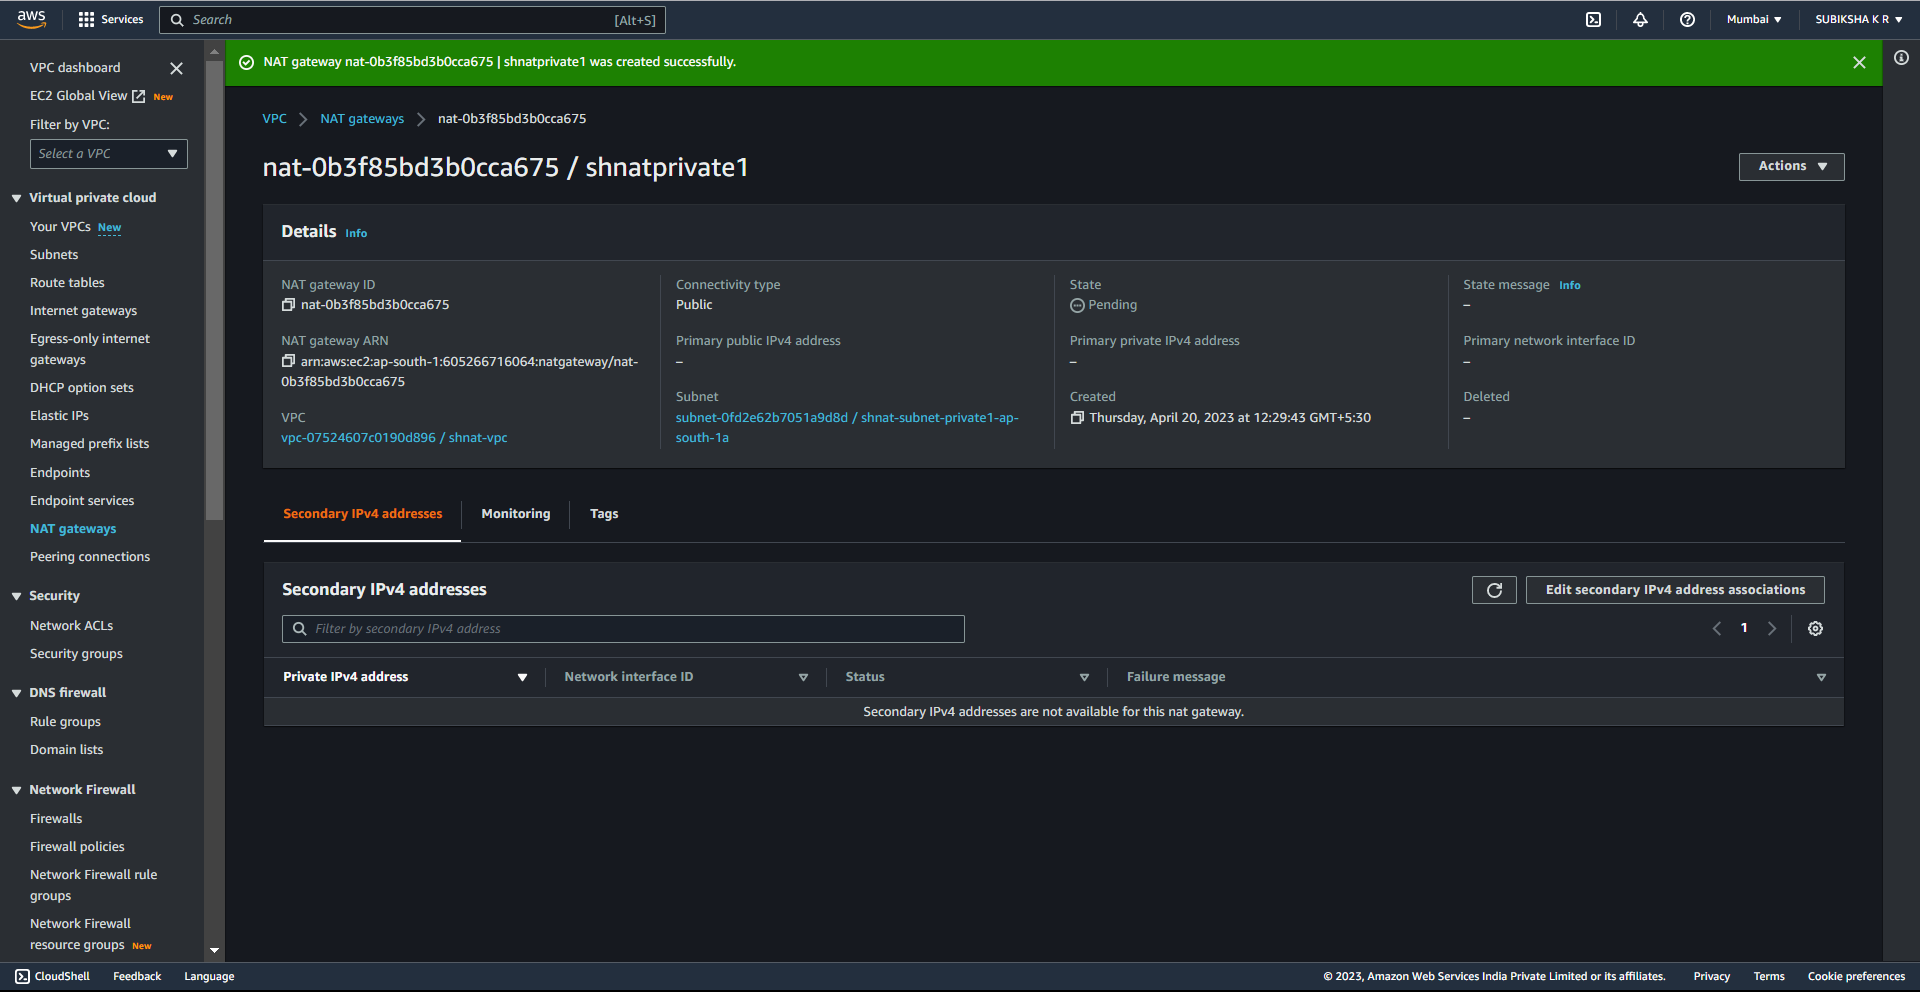 aws
Services
Search
[Alt+S]
Mumbai
SUBIKSHA K R
VPC dashboard
EC2 Global View New
Filter by VPC:
Select a VPC
Virtual private cloud
Your VPCs New
Subnets
Route tables
Internet gateways
Egress-only internet
gateways
DHCP option sets
Elastic IPs
Managed prefix lists
Endpoints
Endpoint services
NAT gateways
Peering connections
Security
Network ACLs
Security groups
DNS firewall
Rule groups
Domain lists
Network Firewall
Firewalls
Firewall policies
Network Firewall rule
groups
Network Firewall
resource groups New
NAT gateway nat-0b3f85bd3b0cca675 | shnatprivate1 was created successfully.
VPC
NAT gateways
nat-0b3f85bd3b0cca675
nat-0b3f85bd3b0cca675 / shnatprivate1
Actions
Details Info
NAT gateway ID
nat-0b3f85bd3b0cca675
NAT gateway ARN
arn:aws:ec2:ap-south-1:605266716064:natgateway/nat-
0b3f85bd3b0cca675
VPC
vpc-07524607c0190d896 / shnat-vpc
Connectivity type
Public
Primary public IPv4 address
–
Subnet
subnet-0fd2e62b7051a9d8d / shnat-subnet-private1-ap-
south-1a
State
Pending
Primary private IPv4 address
–
Created
Thursday, April 20, 2023 at 12:29:43 GMT+5:30
State message Info
–
Primary network interface ID
–
Deleted
–
Secondary IPv4 addresses
Monitoring
Tags
Secondary IPv4 addresses
Edit secondary IPv4 address associations
Filter by secondary IPv4 address
1
Private IPv4 address
Network interface ID
Status
Failure message
Secondary IPv4 addresses are not available for this nat gateway.
CloudShell
Feedback
Language
© 2023, Amazon Web Services India Private Limited or its affiliates.
Privacy
Terms
Cookie preferences